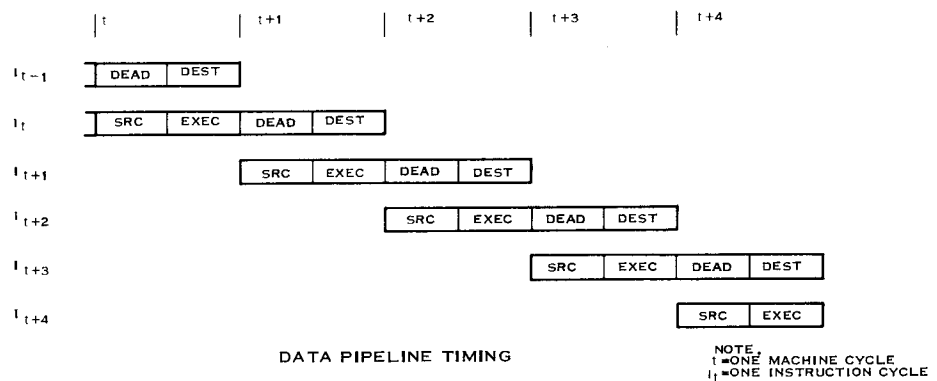 t t+1 t+2 t+3 t+4
I t-1 DEAD DEST
I t SRC EXEC DEAD DEST
I t+1 SRC EXEC DEAD DEST
I t+2 SRC EXEC DEAD DEST
I t+3 SRC EXEC DEAD DEST
I t+4 SRC EXEC
DATA PIPELINE TIMING
NOTE.
t=ONE MACHINE CYCLE
I t=ONE INSTRUCTION CYCLE